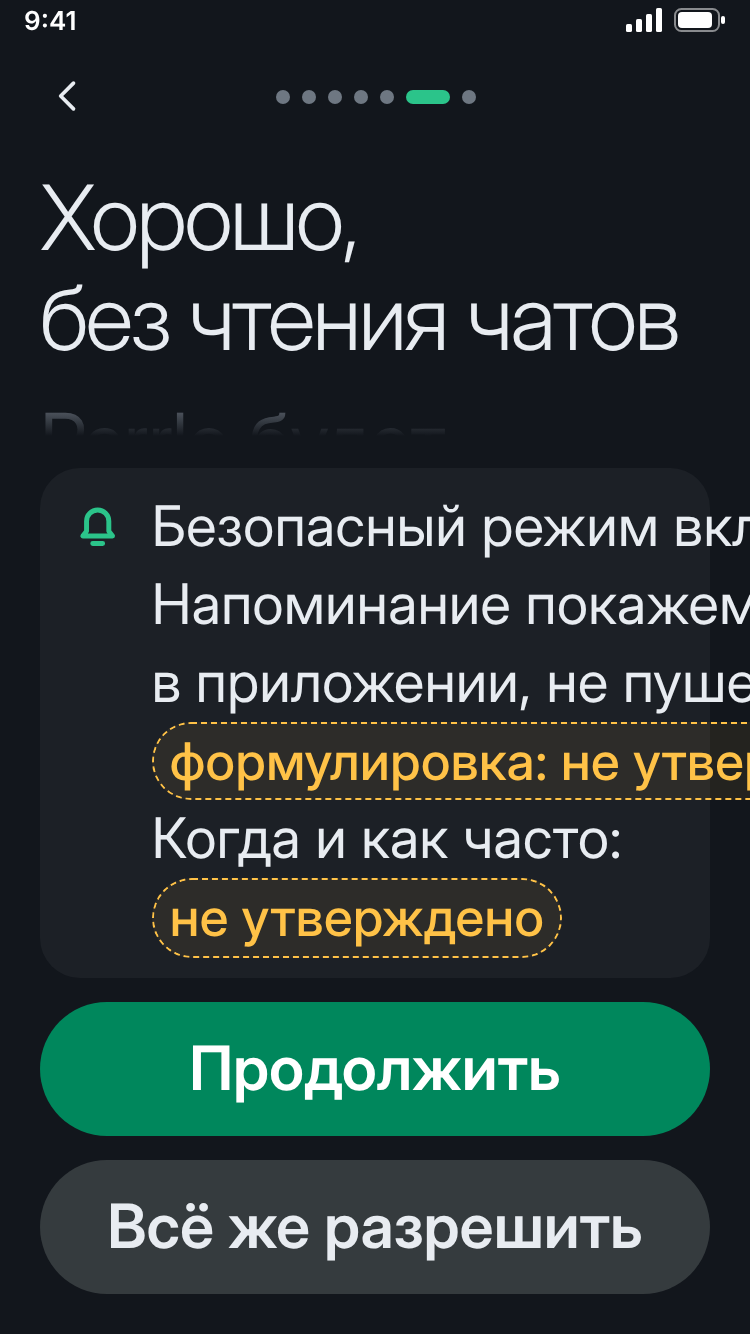 9:41
Хорошо,
без чтения чатов
будет
Безопасный режим вкл
Напоминание покажем
в приложении, не пуше
формулировка: не утвер
Когда и как часто:
не утверждено
Продолжить
Всё же разрешить